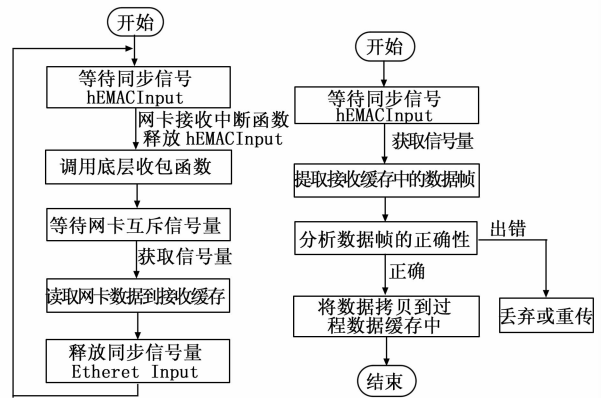 开始
等待同步信号
hEMACInput
网卡接收中断函数
释放 hEMACInput
调用底层收包函数
等待网卡互斥信号量
获取信号量
读取网卡数据到接收缓存
释放同步信号量
Etheret Input
开始
等待同步信号
hEMACInput
获取信号量
提取接收缓存中的数据帧
分析数据帧的正确性
出错
正确
将数据拷贝到过
程数据缓存中
丢弃或重传
结束